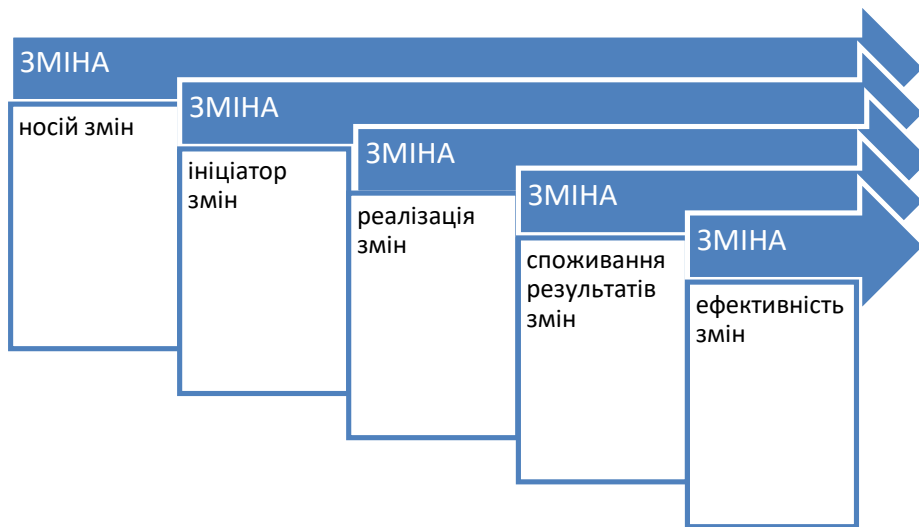 ЗМІНА
носій змін
ЗМІНА
ініціатор
змін
ЗМІНА
реалізація
змін
ЗМІНА
споживання
результатів
змін
ЗМІНА
ефективність
змін